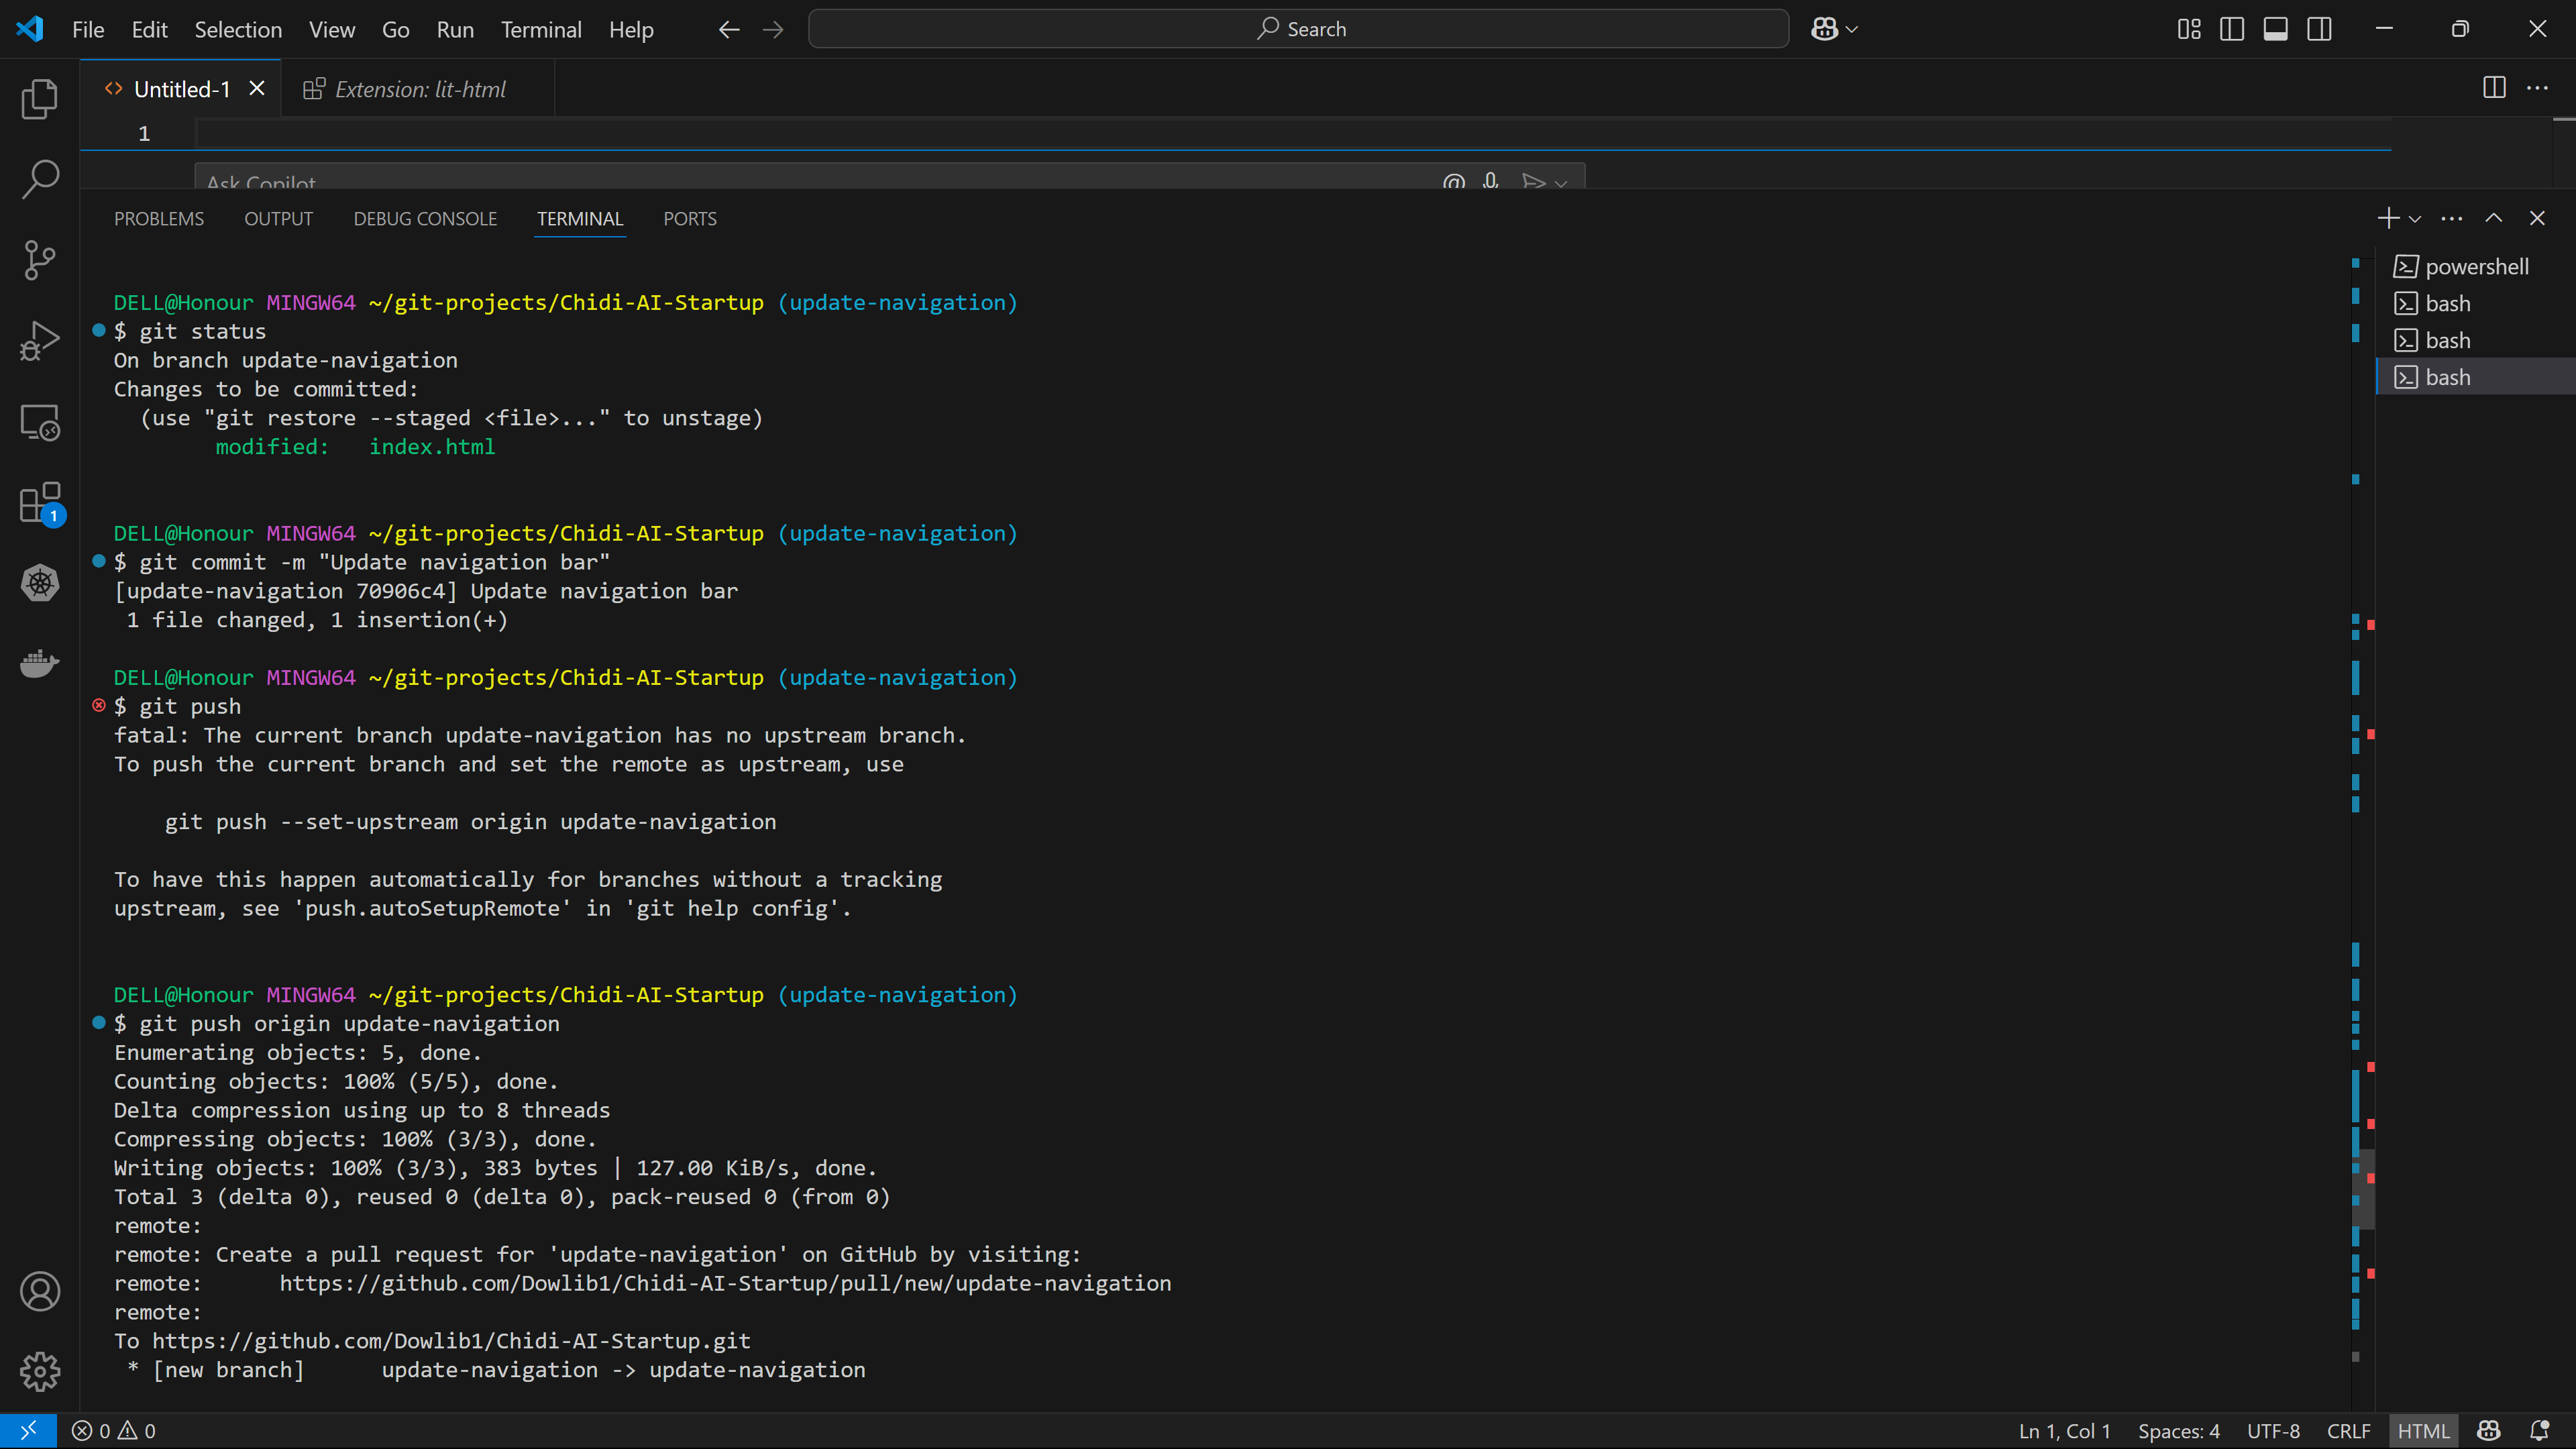 File Edit Selection View Go Run Terminal Help Search
Untitled-1 Extension: lit-html
1
Ask Copilot
PROBLEMS OUTPUT DEBUG CONSOLE TERMINAL PORTS
powershell
bash
bash
bash
DELL@Honour MINGW64 ~/git-projects/Chidi-AI-Startup (update-navigation)
$ git status
On branch update-navigation
Changes to be committed:
  (use "git restore --staged <file>..." to unstage)
        modified:   index.html
DELL@Honour MINGW64 ~/git-projects/Chidi-AI-Startup (update-navigation)
$ git commit -m "Update navigation bar"
[update-navigation 70906c4] Update navigation bar
 1 file changed, 1 insertion(+)
DELL@Honour MINGW64 ~/git-projects/Chidi-AI-Startup (update-navigation)
$ git push
fatal: The current branch update-navigation has no upstream branch.
To push the current branch and set the remote as upstream, use
    git push --set-upstream origin update-navigation
To have this happen automatically for branches without a tracking
upstream, see 'push.autoSetupRemote' in 'git help config'.
DELL@Honour MINGW64 ~/git-projects/Chidi-AI-Startup (update-navigation)
$ git push origin update-navigation
Enumerating objects: 5, done.
Counting objects: 100% (5/5), done.
Delta compression using up to 8 threads
Compressing objects: 100% (3/3), done.
Writing objects: 100% (3/3), 383 bytes | 127.00 KiB/s, done.
Total 3 (delta 0), reused 0 (delta 0), pack-reused 0 (from 0)
remote:
remote: Create a pull request for 'update-navigation' on GitHub by visiting:
remote:      https://github.com/Dowlib1/Chidi-AI-Startup/pull/new/update-navigation
remote:
To https://github.com/Dowlib1/Chidi-AI-Startup.git
 * [new branch]      update-navigation -> update-navigation
1
0 0 Ln 1, Col 1 Spaces: 4 UTF-8 CRLF HTML